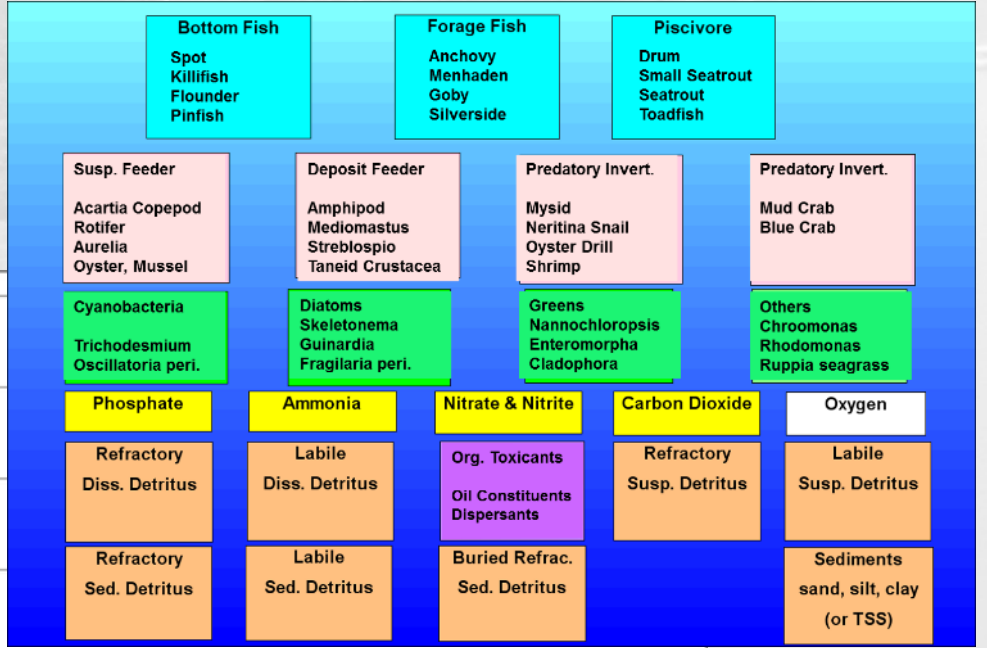 Bottom Fish
Spot
Killifish
Flounder
Pinfish
Forage Fish
Anchovy
Menhaden
Goby
Silverside
Piscivore
Drum
Small Seatrout
Seatrout
Toadfish
Susp. Feeder
Acartia Copepod
Rotifer
Aurelia
Oyster, Mussel
Deposit Feeder
Amphipod
Mediomastus
Streblospio
Taneid Crustacea
Predatory Invert.
Mysid
Neritina Snail
Oyster Drill
Shrimp
Predatory Invert.
Mud Crab
Blue Crab
Cyanobacteria
Trichodesmium
Oscillatoria peri.
Diatoms
Skeletonema
Guinardia
Fragilaria peri.
Greens
Nannochloropsis
Enteromorpha
Cladophora
Others
Chroomonas
Rhodomonas
Ruppia seagrass
Phosphate
Ammonia
Nitrate & Nitrite
Carbon Dioxide
Oxygen
Refractory
Diss. Detritus
Labile
Diss. Detritus
Org. Toxicants
Oil Constituents
Dispersants
Refractory
Susp. Detritus
Labile
Susp. Detritus
Refractory
Sed. Detritus
Labile
Sed. Detritus
Buried Refrac.
Sed. Detritus
Sediments
sand, silt, clay
(or TSS)